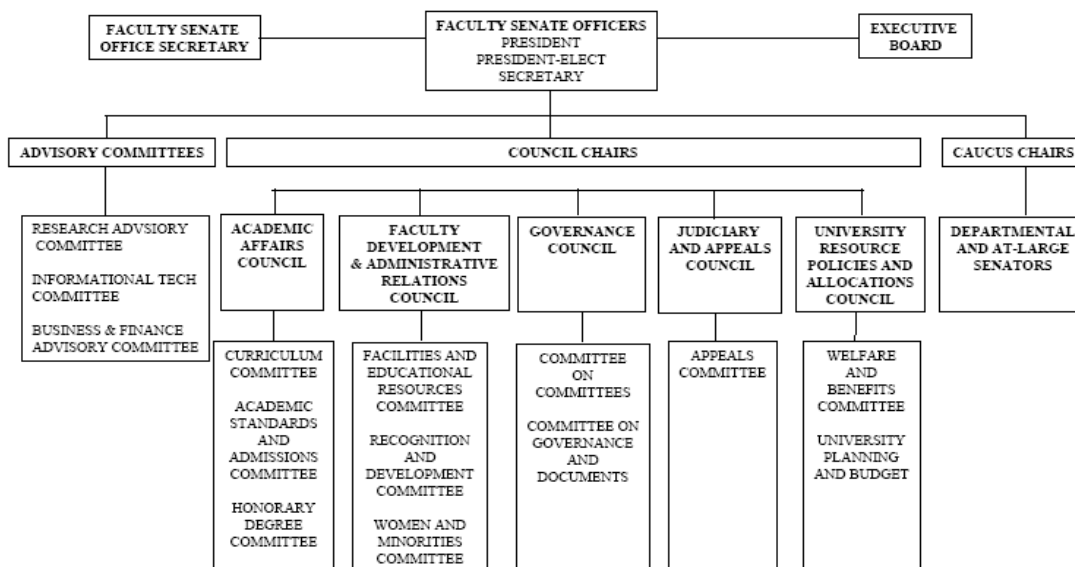 FACULTY SENATE
OFFICE SECRETARY
FACULTY SENATE OFFICERS
PRESIDENT
PRESIDENT-ELECT
SECRETARY
EXECUTIVE
BOARD
ADVISORY COMMITTEES
COUNCIL CHAIRS
CAUCUS CHAIRS
RESEARCH ADVSIORY
COMMITTEE
INFORMATIONAL TECH
COMMITTEE
BUSINESS & FINANCE
ADVISORY COMMITTEE
ACADEMIC
AFFAIRS
COUNCIL
FACULTY
DEVELOPMENT
& ADMINISTRATIVE
RELATIONS
COUNCIL
GOVERNANCE
COUNCIL
JUDICIARY
AND APPEALS
COUNCIL
UNIVERSITY
RESOURCE
POLICIES AND
ALLOCATIONS
COUNCIL
DEPARTMENTAL
AND AT-LARGE
SENATORS
CURRICULUM
COMMITTEE
ACADEMIC
STANDARDS
AND
ADMISSIONS
COMMITTEE
HONORARY
DEGREE
COMMITTEE
FACILITIES AND
EDUCATIONAL
RESOURCES
COMMITTEE
RECOGNITION
AND
DEVELOPMENT
COMMITTEE
WOMEN AND
MINORITIES
COMMITTEE
COMMITTEE
ON
COMMITTEES
COMMITTEE ON
GOVERNANCE
AND
DOCUMENTS
APPEALS
COMMITTEE
WELFARE
AND
BENEFITS
COMMITTEE
UNIVERSITY
PLANNING
AND BUDGET